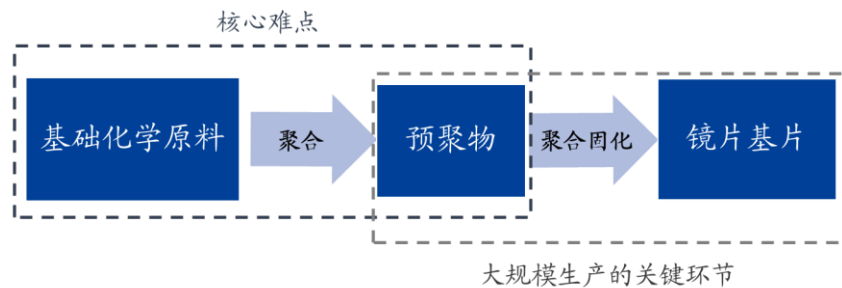 核心难点
基础化学原料
聚合
预聚物
聚合固化
镜片基片
大规模生产的关键环节